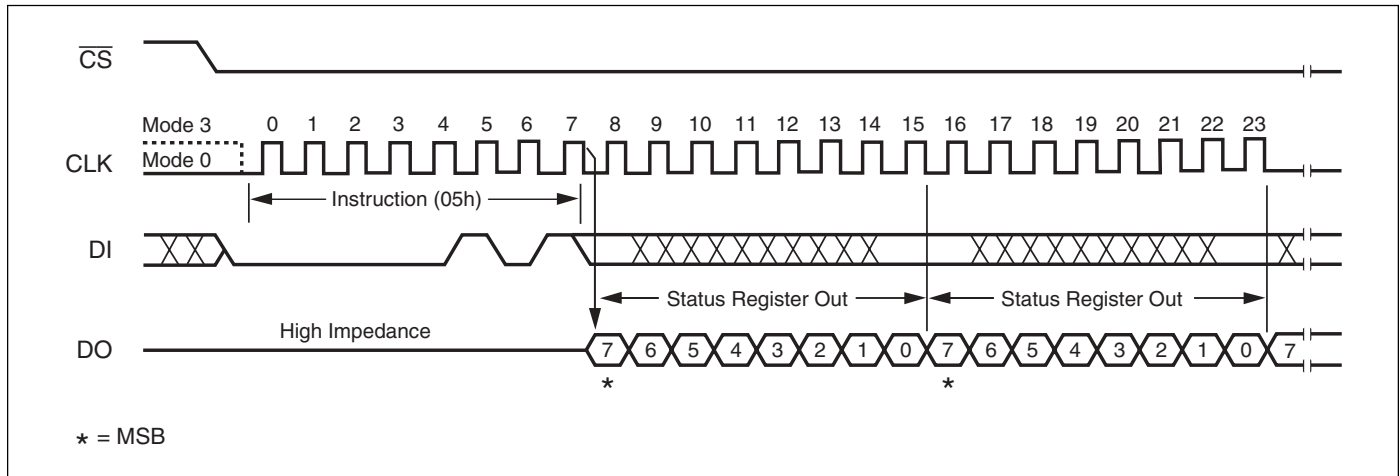 CS
Mode 3
0 1 2 3 4 5 6 7 8 9 10 11 12 13 14 15 16 17 18 19 20 21 22 23
CLK
Mode 0
Instruction (05h)
DI
Status Register Out
Status Register Out
High Impedance
DO
7 6 5 4 3 2 1 0 7 6 5 4 3 2 1 0 7
* *
* = MSB